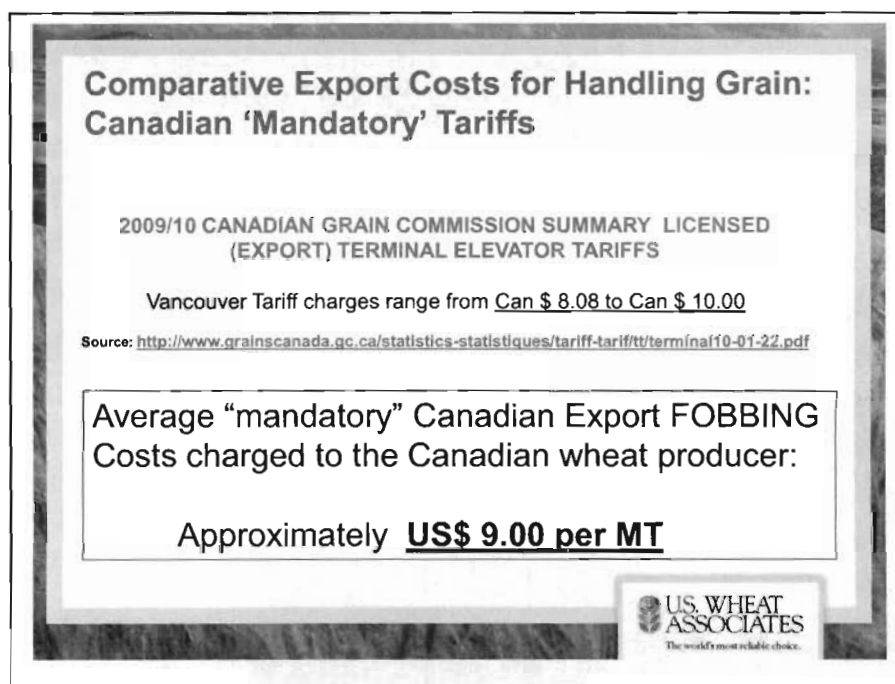 Comparative Export Costs for Handling Grain:
Canadian ‘Mandatory’ Tariffs
2009/10 CANADIAN GRAIN COMMISSION SUMMARY LICENSED
(EXPORT) TERMINAL ELEVATOR TARIFFS
Vancouver Tariff charges range from Can $ 8.08 to Can $ 10.00
Source: http://www.grainscanada.gc.ca/statistics-statistiques/tariff-tarif/tt/terminal10-01-22.pdf
Average “mandatory” Canadian Export FOBBING
Costs charged to the Canadian wheat producer:
Approximately US$ 9.00 per MT
U.S. WHEAT
ASSOCIATES
The world's most reliable choice.